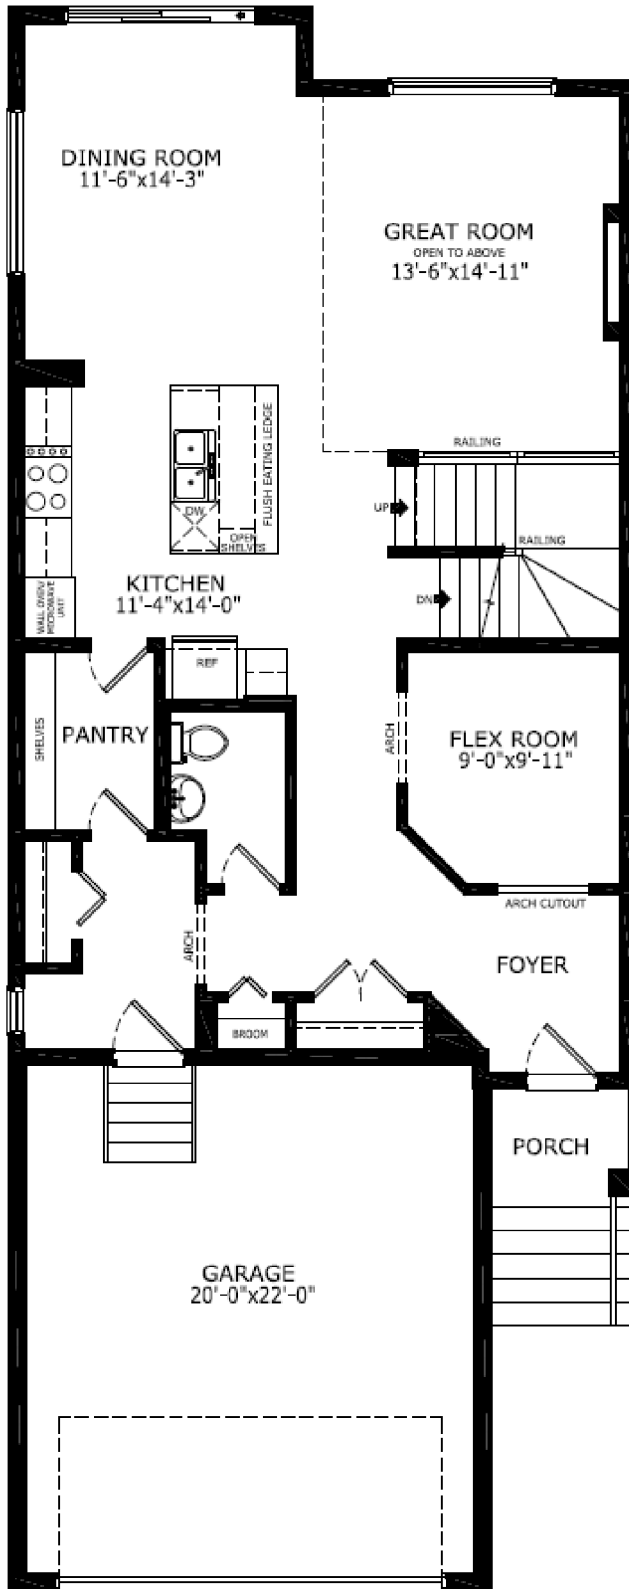 DINING ROOM
11'-6"x14'-3"
GREAT ROOM
OPEN TO ABOVE
13'-6"x14'-11"
RAILING
FLUSH EATING LEDGE
UP
DW
OPEN
SHELVES
RAILING
KITCHEN
11'-4"x14'-0"
WALL OVEN/
MICROWAVE
UNIT
DN
REF
SHELVES
PANTRY
ARCH
FLEX ROOM
9'-0"x9'-11"
ARCH CUTOUT
ARCH
FOYER
BROOM
PORCH
GARAGE
20'-0"x22'-0"